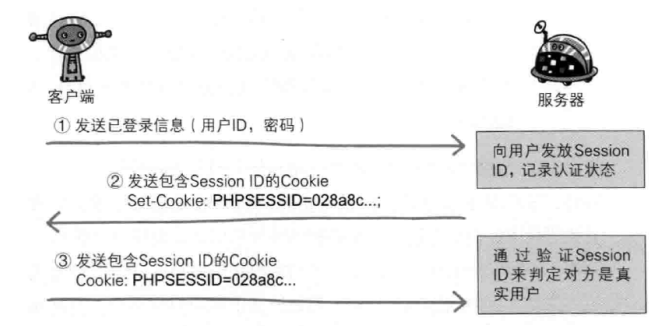 客户端
服务器
① 发送已登录信息（用户ID，密码）
向用户发放Session
ID，记录认证状态
② 发送包含Session ID的Cookie
Set-Cookie: PHPSESSID=028a8c...;
③ 发送包含Session ID的Cookie
Cookie: PHPSESSID=028a8c...
通过验证Session
ID来判定对方是真
实用户